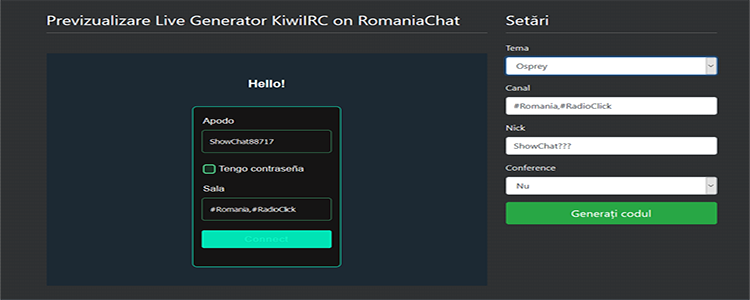 Previzualizare Live Generator KiwiIRC on RomaniaChat
Hello!
Apodo
ShowChat88717
Tengo contraseña
Sala
#Romania,#RadioClick
Connect
Setări
Tema
Osprey
Canal
#Romania,#RadioClick
Nick
ShowChat???
Conference
Nu
Generați codul